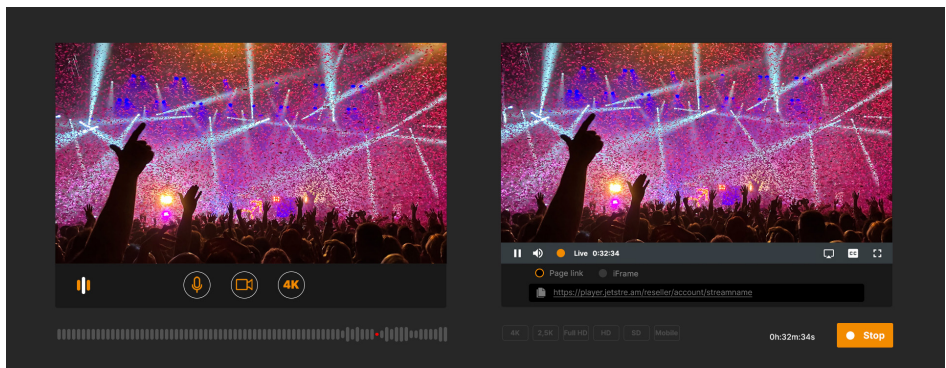 4K
Live 0:32:34
CC
Page link
iFrame
https://player.jetstre.am/reseller/account/streamname
4K 2,5K Full HD HD SD Mobile
0h:32m:34s
Stop